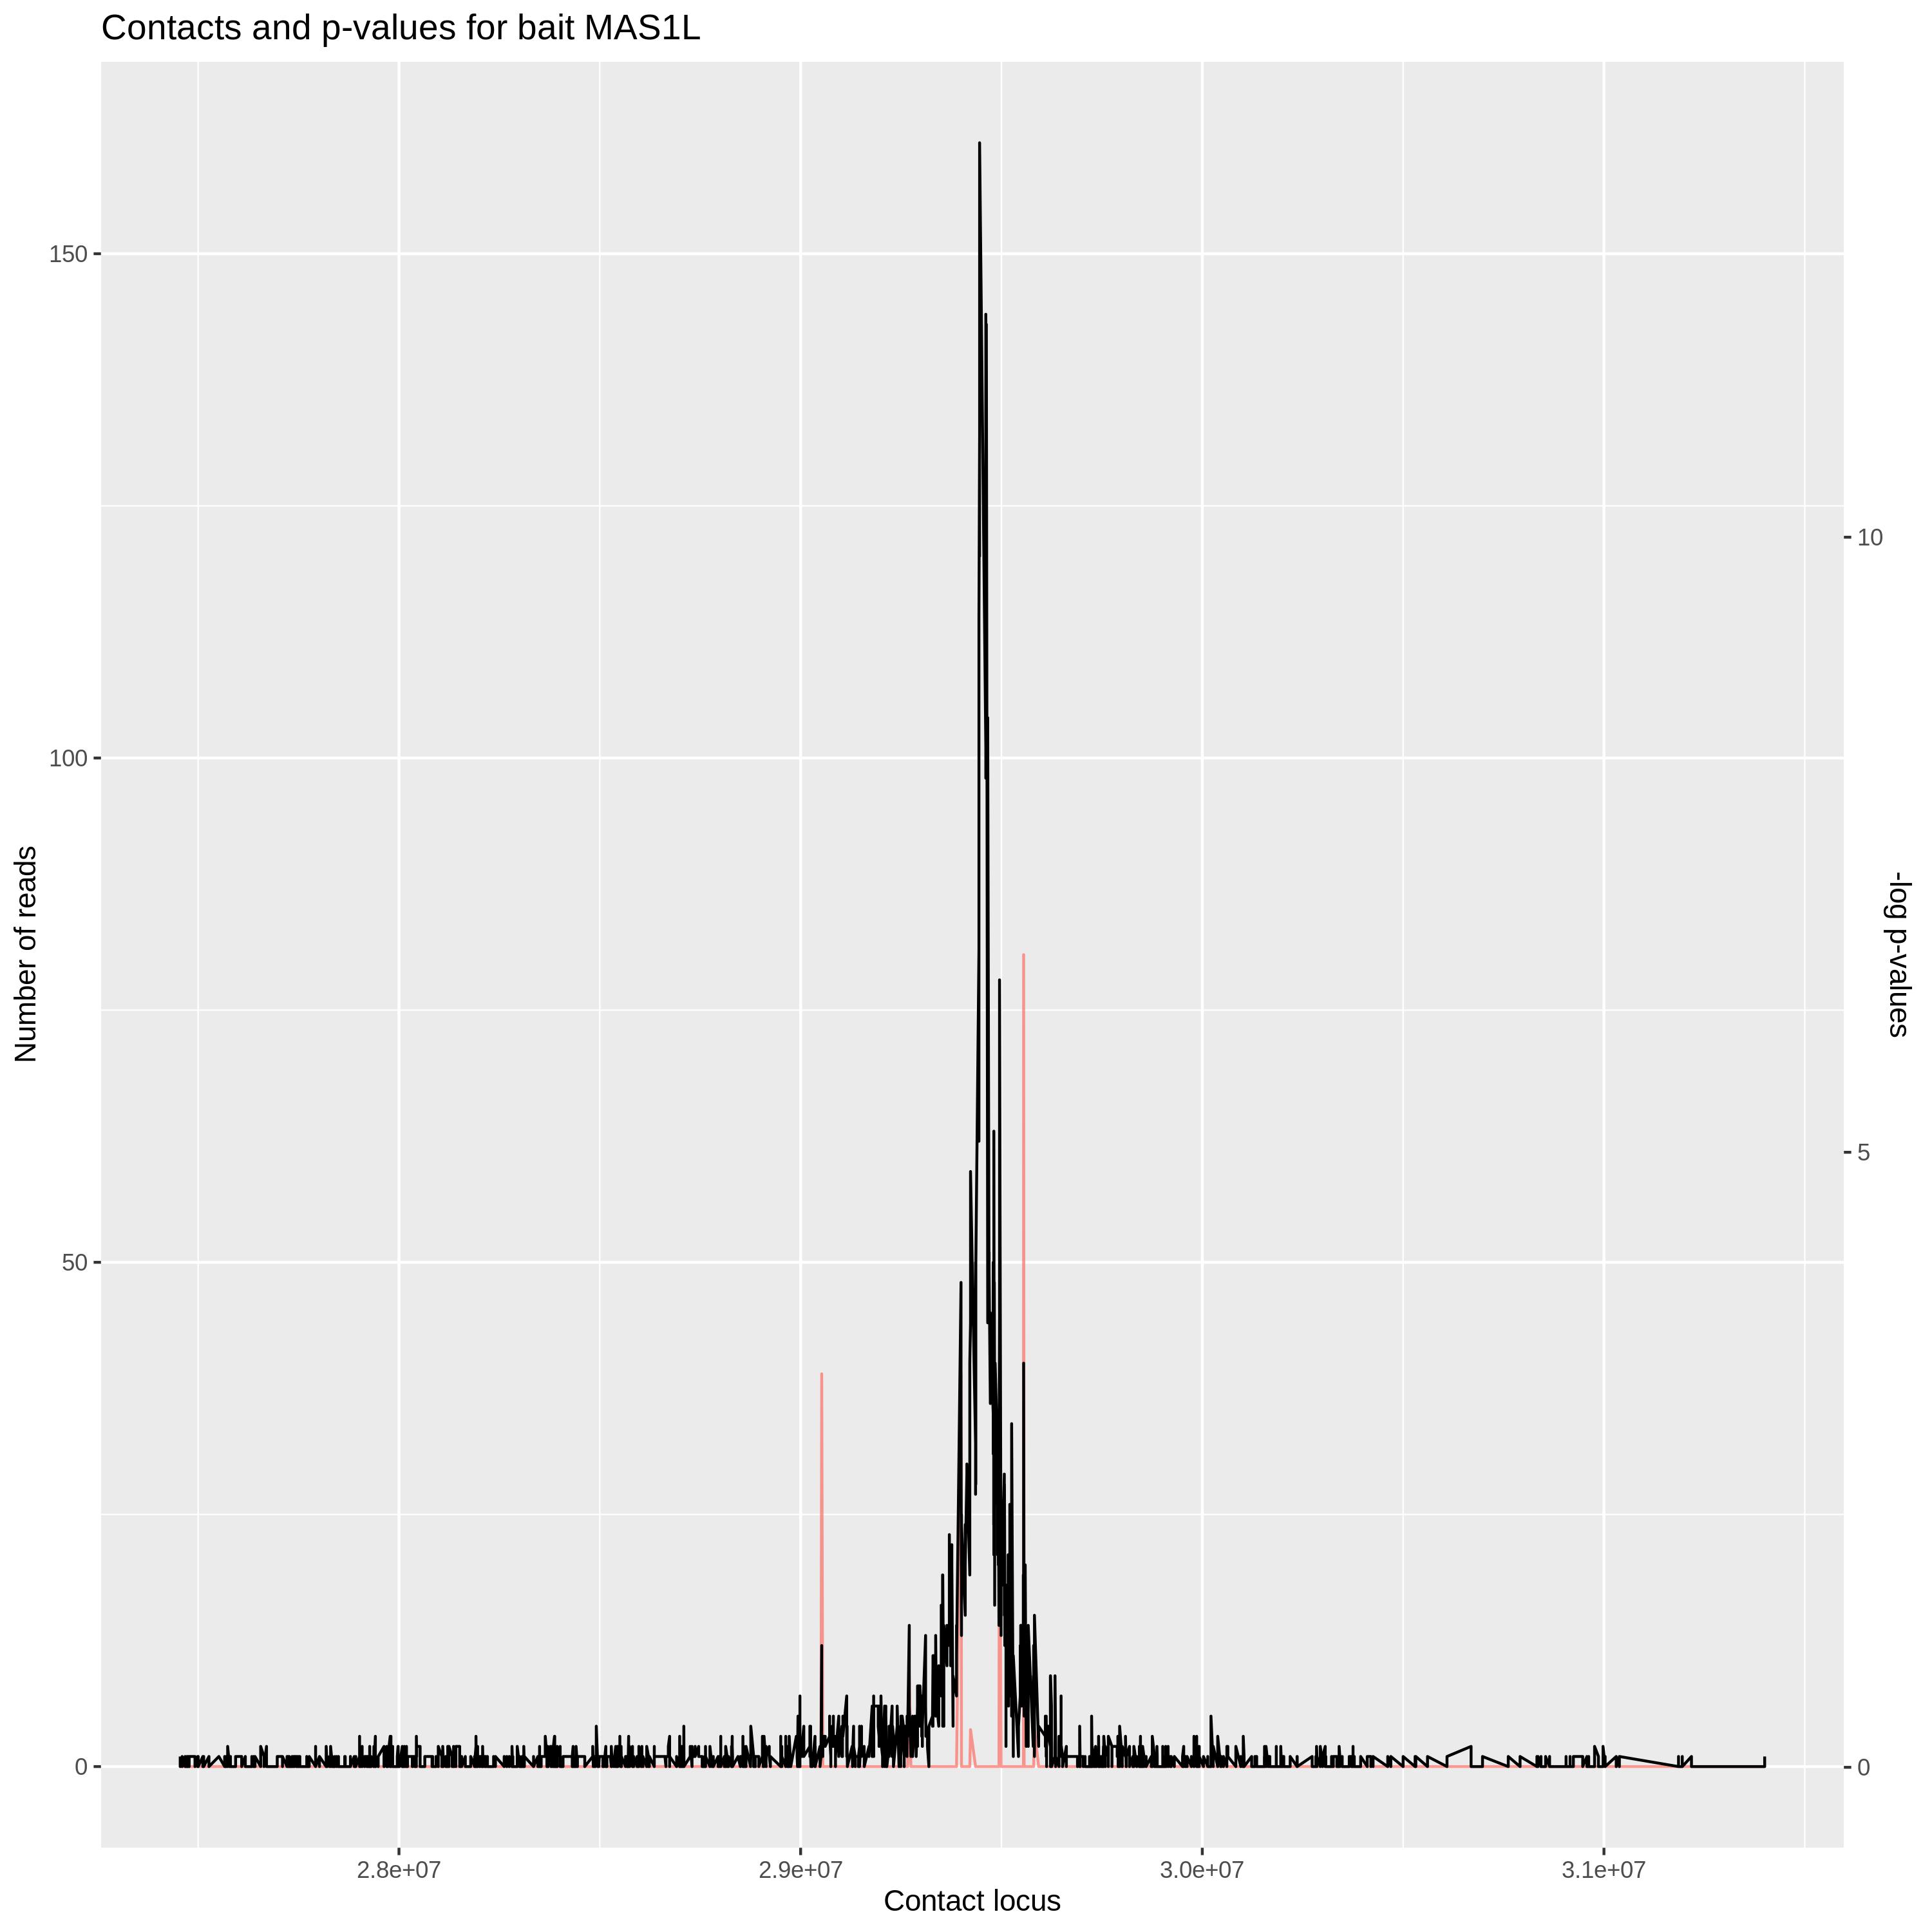 Contacts and p-values for bait MAS1L
150
100
50
0
Number of reads
10
5
0
-log p-values
2.8e+07
2.9e+07
3.0e+07
3.1e+07
Contact locus